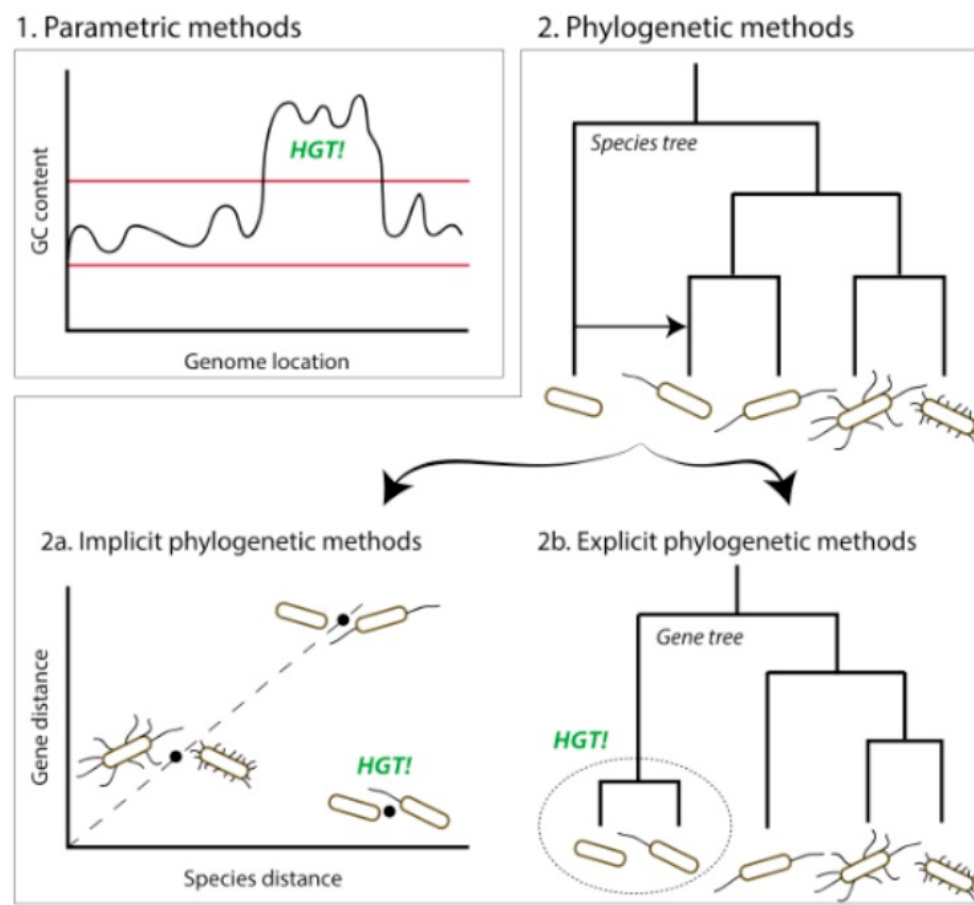 1. Parametric methods
GC content
HGT!
Genome location
2. Phylogenetic methods
Species tree
2a. Implicit phylogenetic methods
Gene distance
HGT!
Species distance
2b. Explicit phylogenetic methods
Gene tree
HGT!